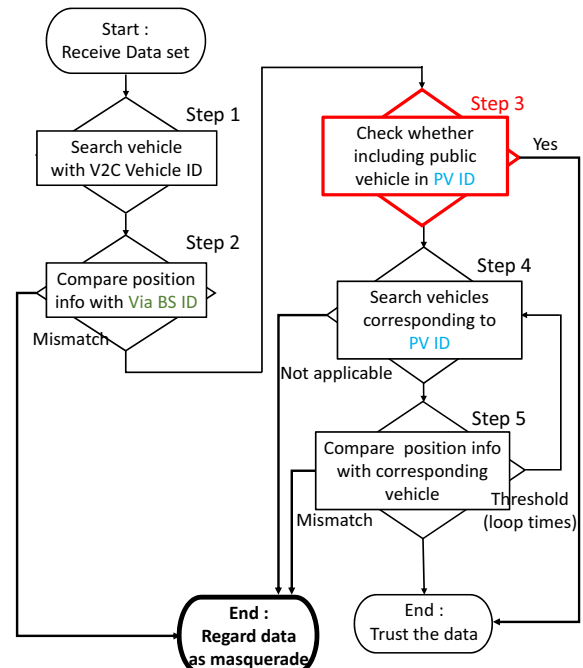 Start :
Receive Data set
Step 1
Search vehicle
with V2C Vehicle ID
Step 2
Compare position
info with Via BS ID
Mismatch
Step 3
Check whether
including public
vehicle in PV ID
Yes
Step 4
Search vehicles
corresponding to
PV ID
Not applicable
Step 5
Compare position info
with corresponding
vehicle
Mismatch
Threshold
(loop times)
End :
Regard data
as masquerade
End :
Trust the data